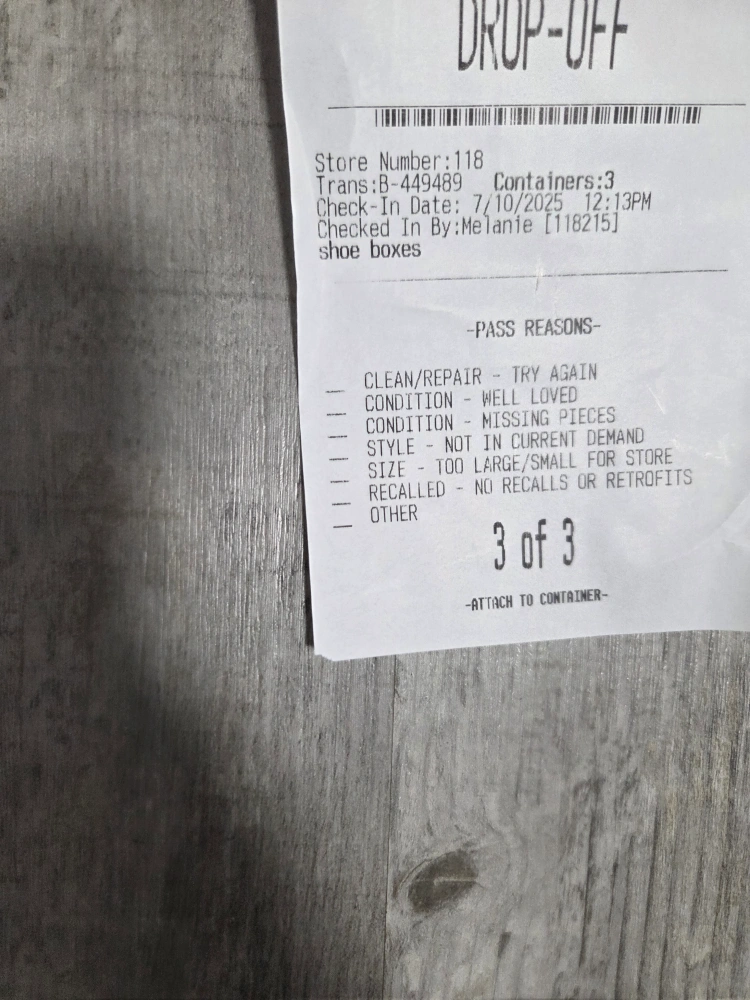 DROP-OFF
Store Number:118
Trans:B-449489 Containers:3
Check-In Date: 7/10/2025 12:13PM
Checked In By:Melanie [118215]
shoe boxes
-PASS REASONS-
__ CLEAN/REPAIR - TRY AGAIN
__ CONDITION - WELL LOVED
__ CONDITION - MISSING PIECES
__ STYLE - NOT IN CURRENT DEMAND
__ SIZE - TOO LARGE/SMALL FOR STORE
__ RECALLED - NO RECALLS OR RETROFITS
__ OTHER
3 of 3
-ATTACH TO CONTAINER-